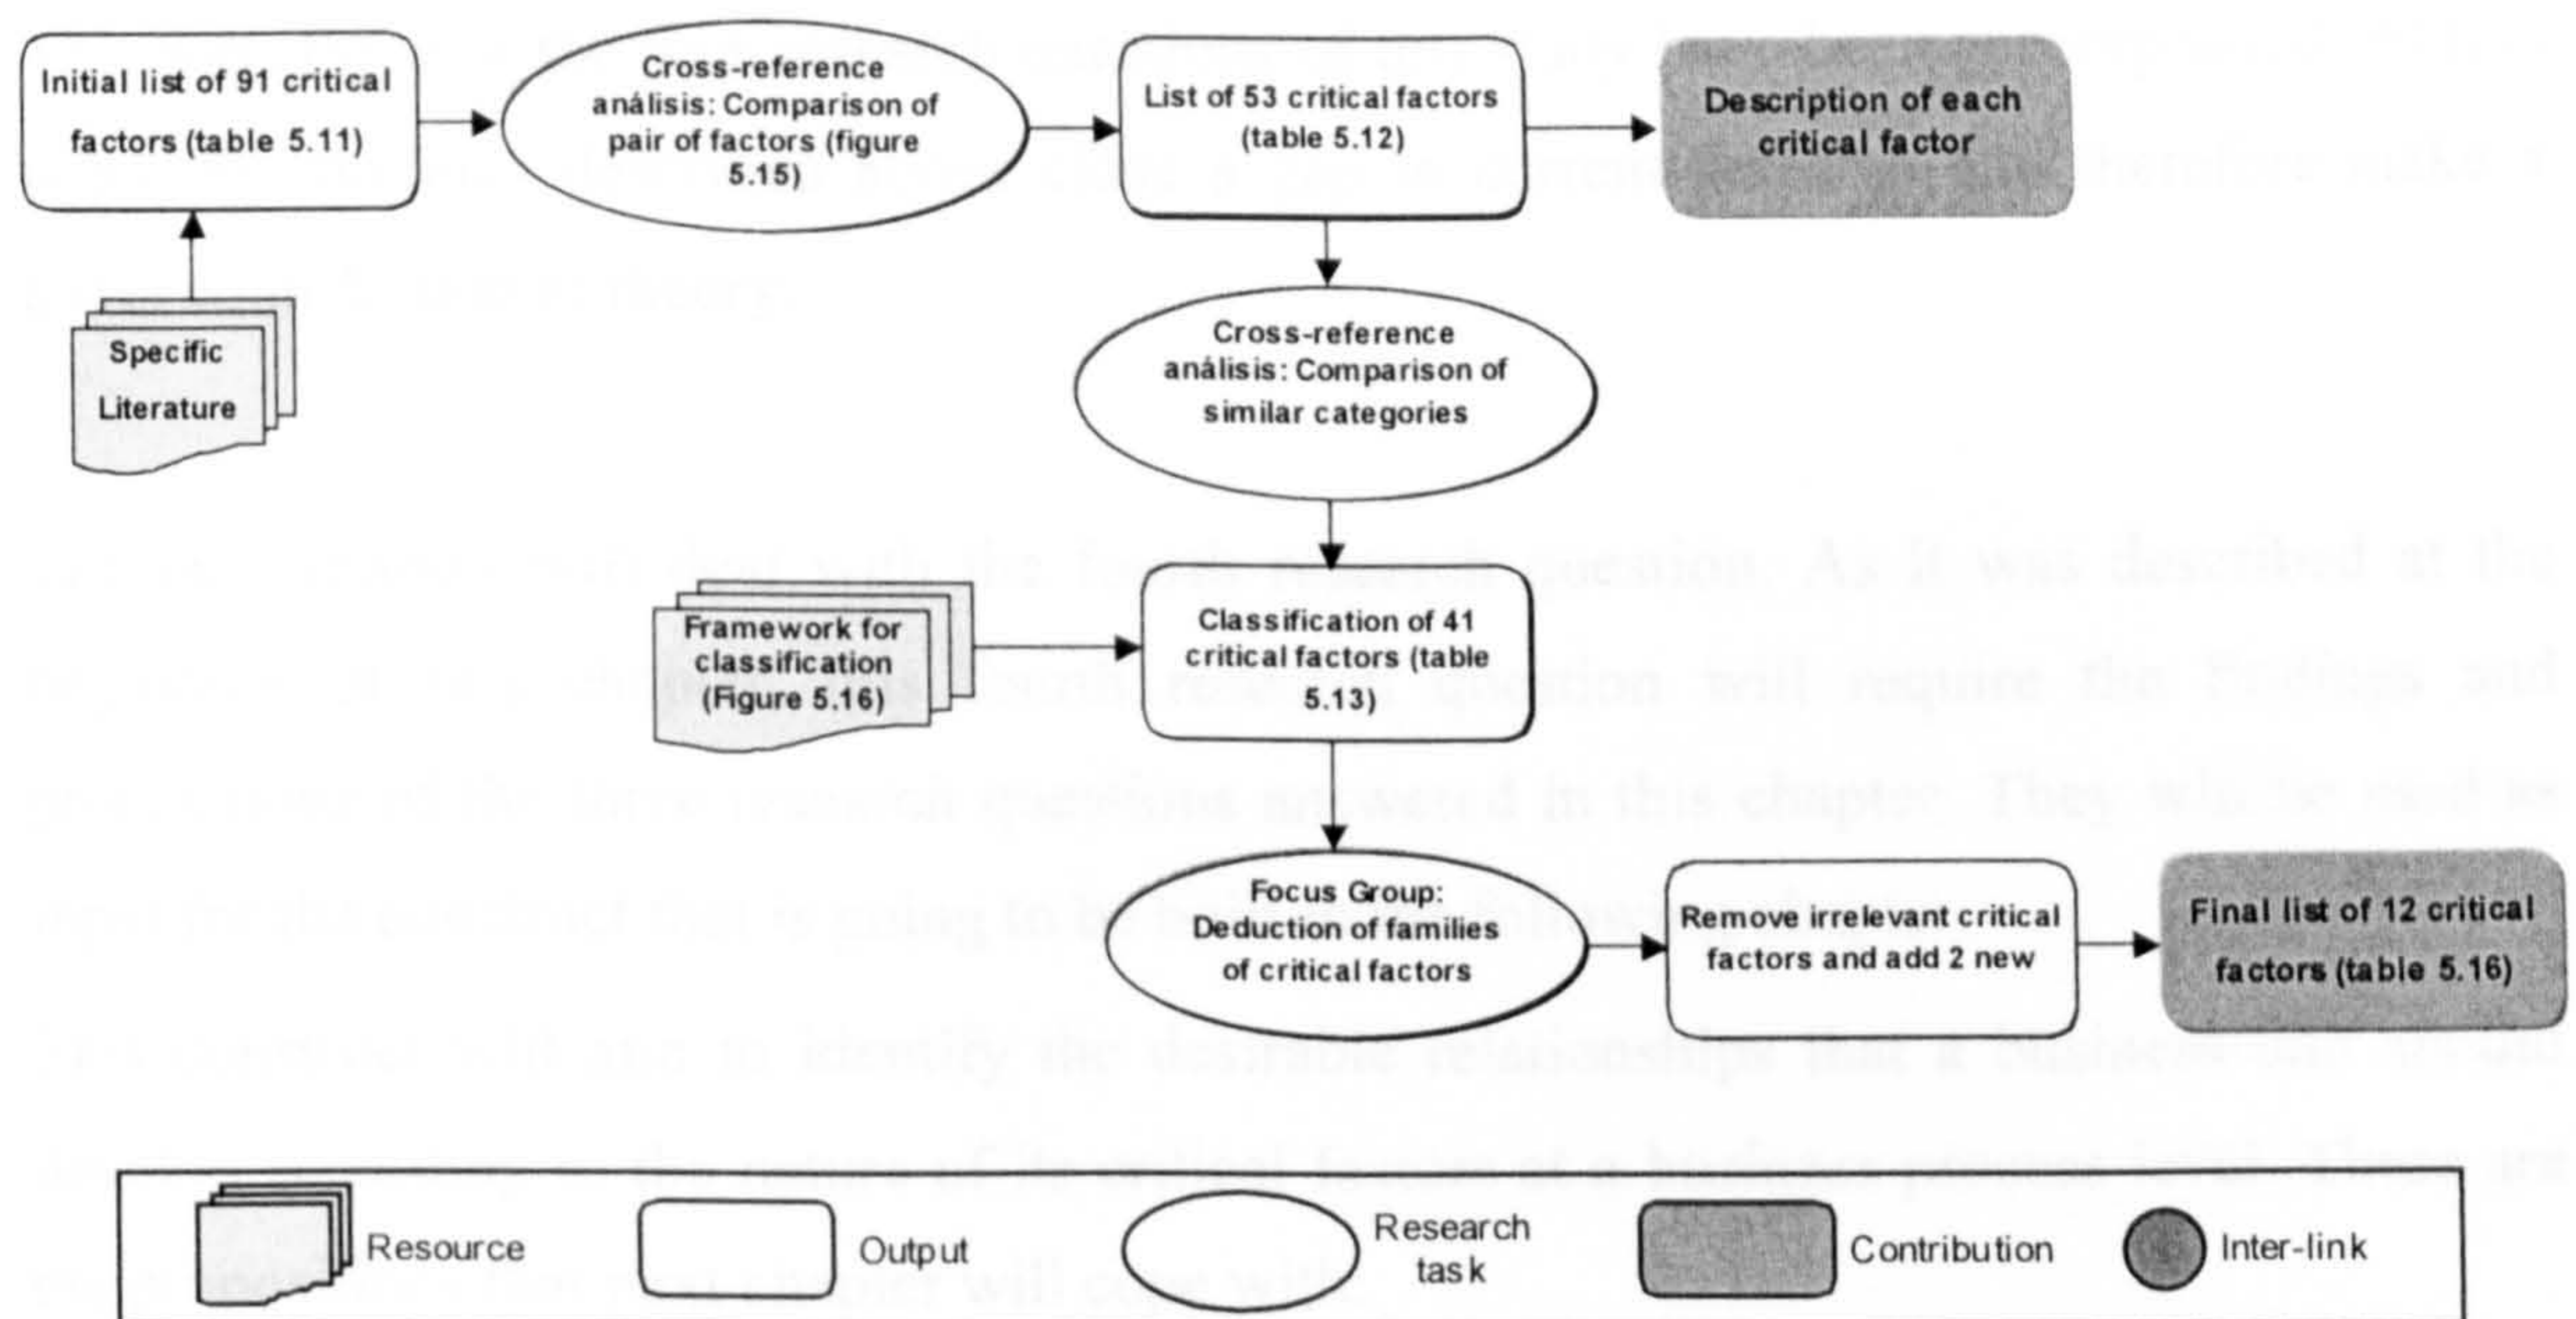 Initial list of 91 critical
factors (table 5.11)
Cross-reference
análisis: Comparison of
pair of factors (figure
5.15)
List of 53 critical factors
(table 5.12)
Description of each
critical factor
Specific
Literature
Cross-reference
análisis: Comparison of
similar categories
Framework for
classification
(Figure 5.16)
Classification of 41
critical factors (table
5.13)
Focus Group:
Deduction of families
of critical factors
Remove irrelevant critical
factors and add 2 new
Final list of 12 critical
factors (table 5.16)
Resource
Output
Research
task
Contribution
Inter-link